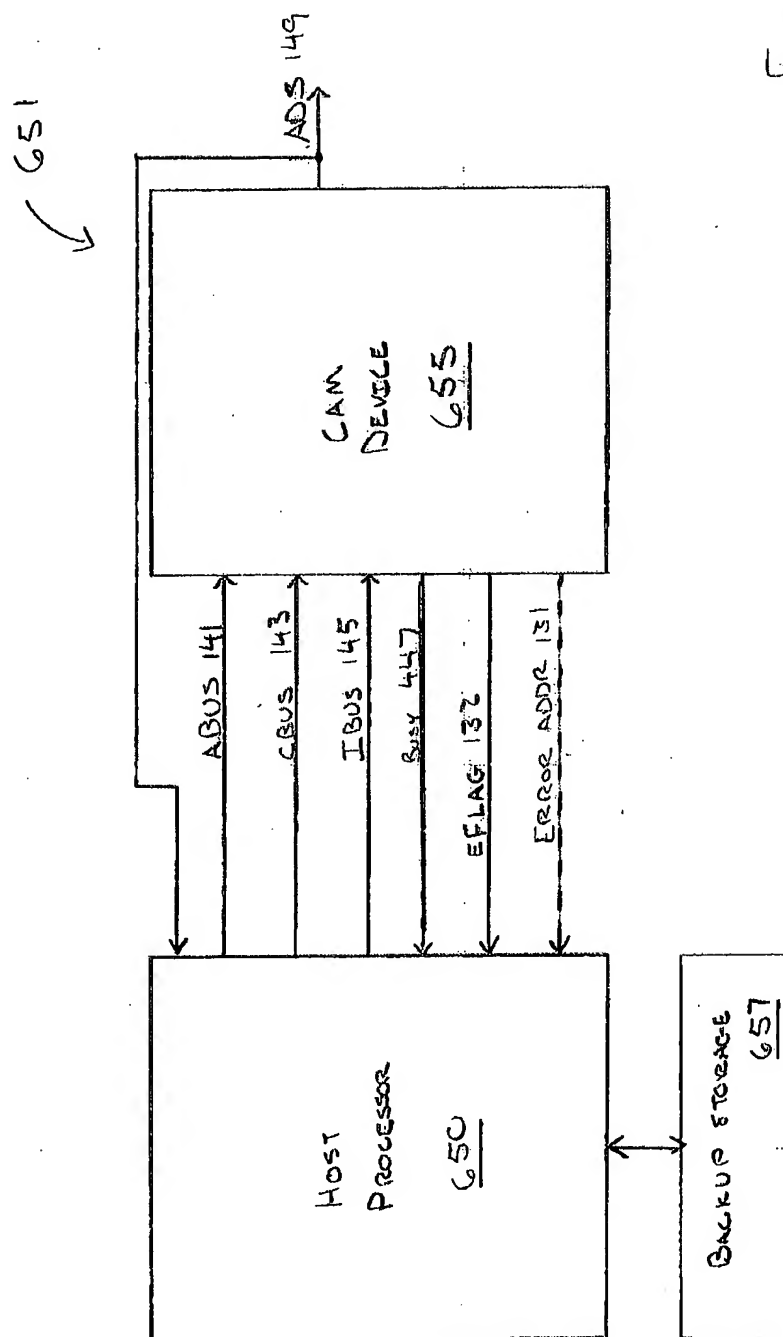 651
ADS 149
CAM
DEVICE
655
ABUS 141
CBUS 143
IBUS 145
BUSY 447
EFLAG 132
ERROR ADDR 131
HOST
PROCESSOR
650
BACKUP STORAGE
657